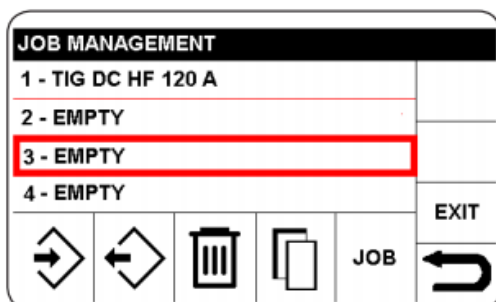 JOB MANAGEMENT
1 - TIG DC HF 120 A
2 - EMPTY
3 - EMPTY
4 - EMPTY
EXIT
JOB